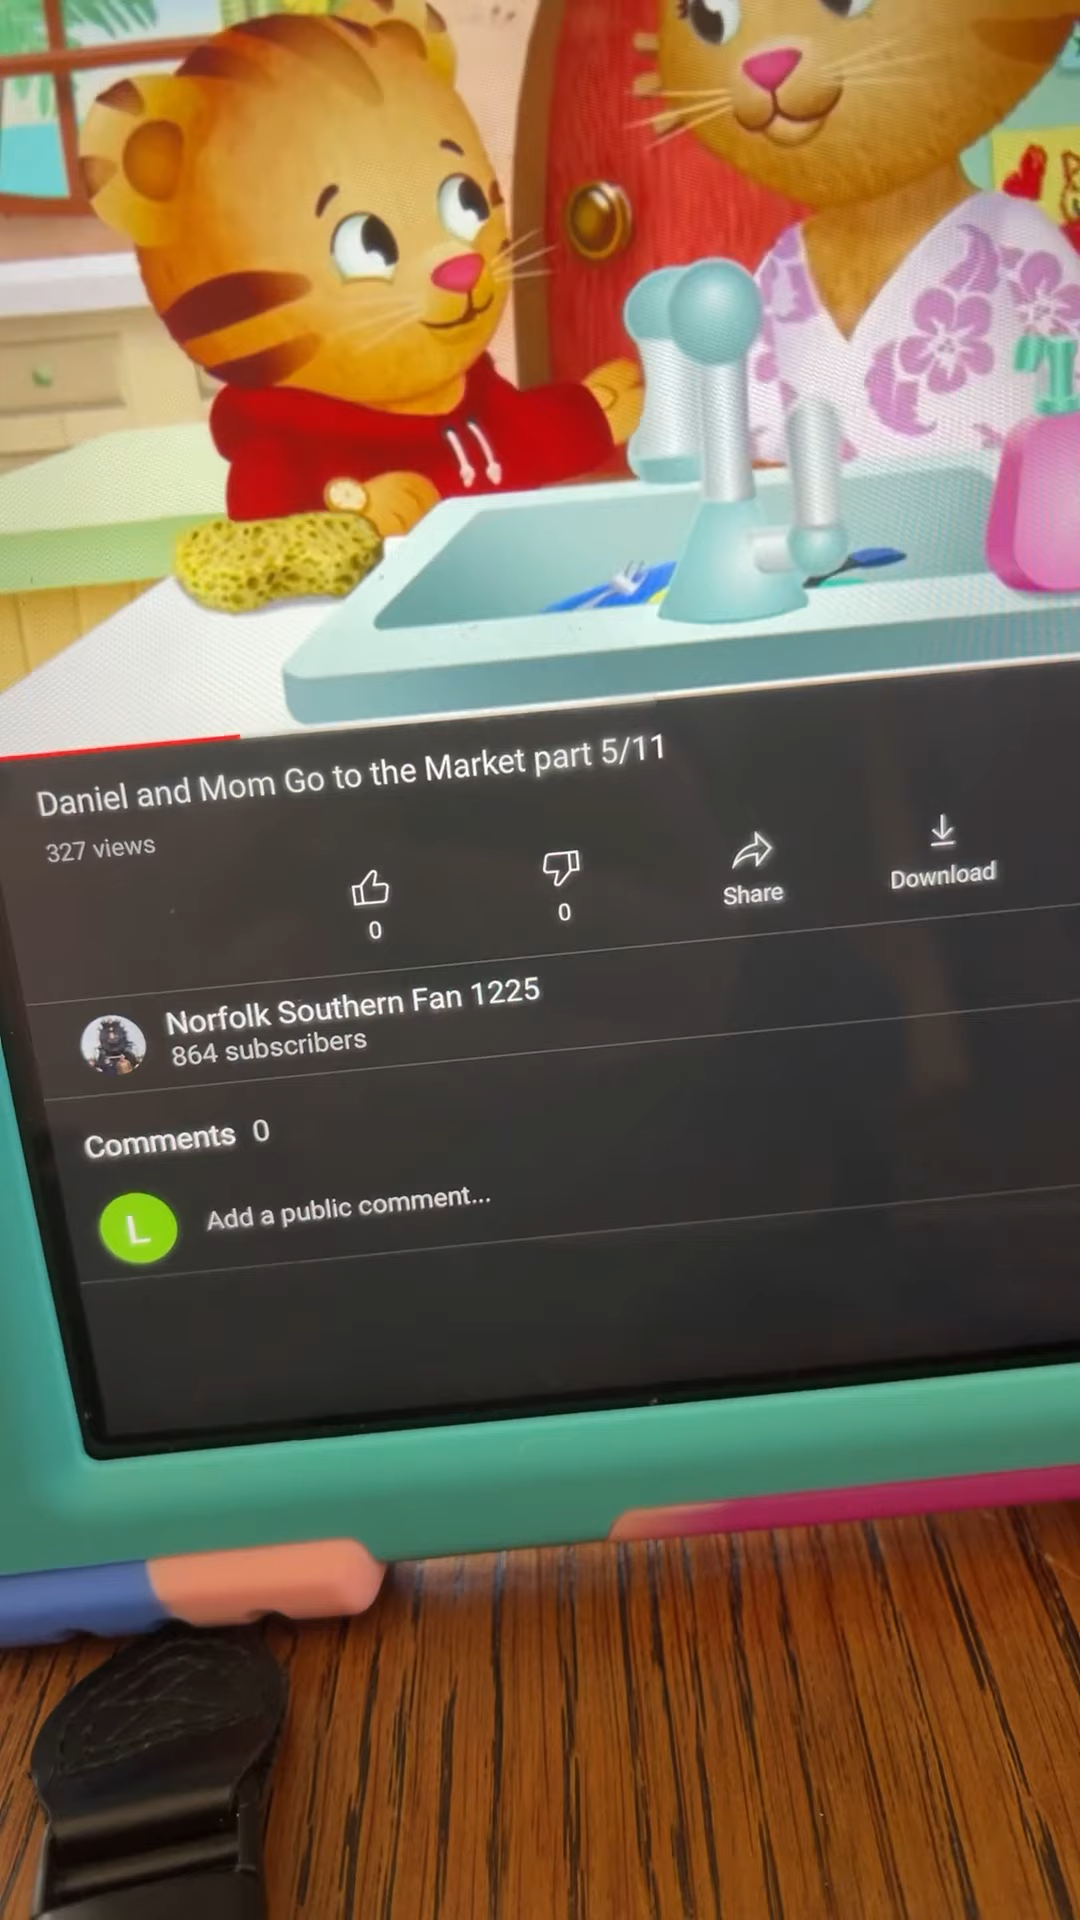 Daniel and Mom Go to the Market part 5/11
327 views
0
0
Share
Download
Norfolk Southern Fan 1225
864 subscribers
Comments 0
L
Add a public comment...